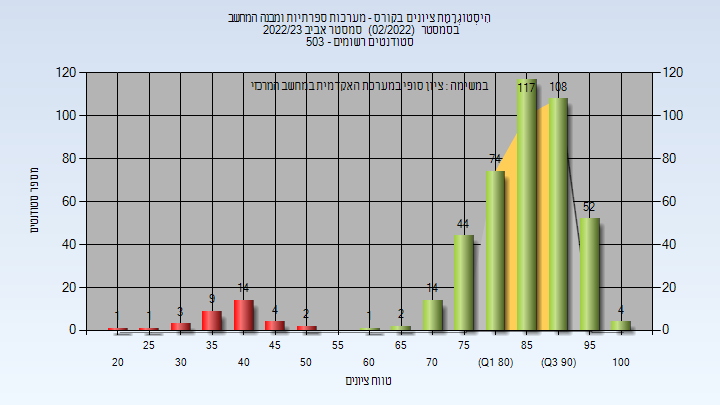 היסטוגרמת ציונים בקורס - מערכות ספרתיות ומבנה המחשב
בסמסטר (02/2022) סמסטר אביב 2022/23
סטודנטים רשומים - 503
במשימה : ציון סופי במערכת האקדמית במחשב המרכזי
120 120
100 100
80 80
60 60
40 40
20 20
0 0
מספר סטודנטים
1 1 3 9 14 4 2 1 2 14 44 74 117 108 52 4
25 35 45 55 65 75 85 95
20 30 40 50 60 70 (Q1 80) (Q3 90) 100
טווח ציונים